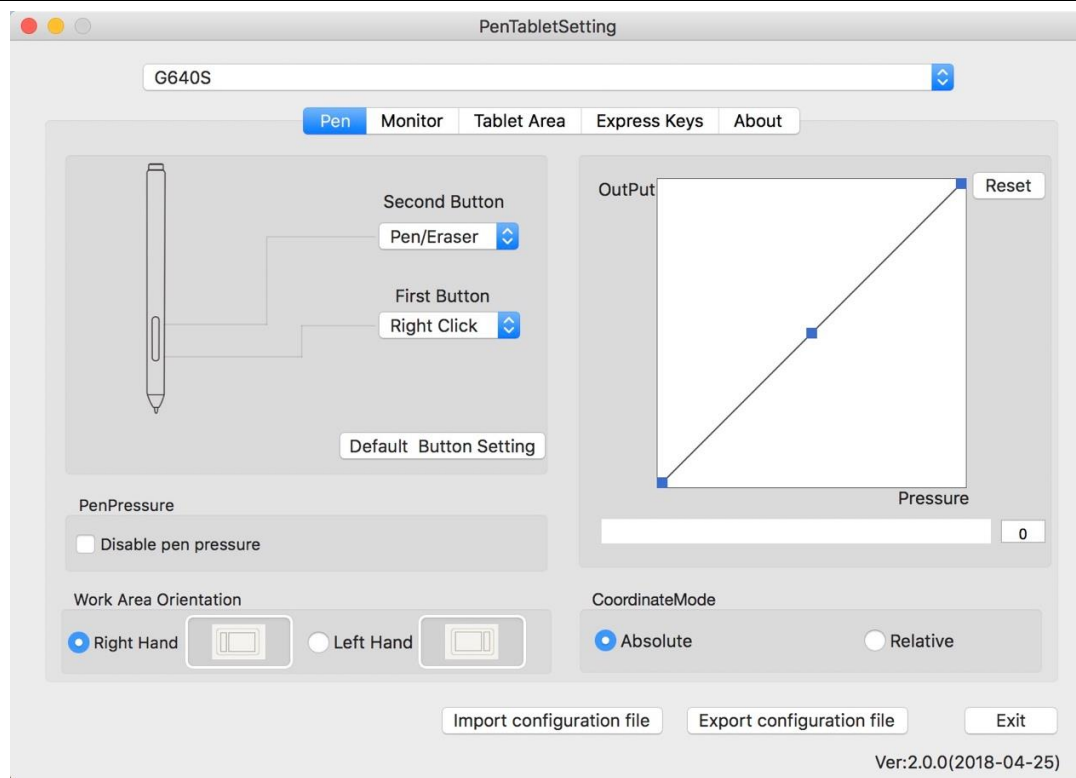 PenTabletSetting
G640S
Pen Monitor Tablet Area Express Keys About
Second Button
Pen/Eraser
First Button
Right Click
Default Button Setting
OutPut
Reset
Pressure
0
PenPressure
Disable pen pressure
Work Area Orientation
Right Hand Left Hand
CoordinateMode
Absolute Relative
Import configuration file Export configuration file Exit
Ver:2.0.0(2018-04-25)